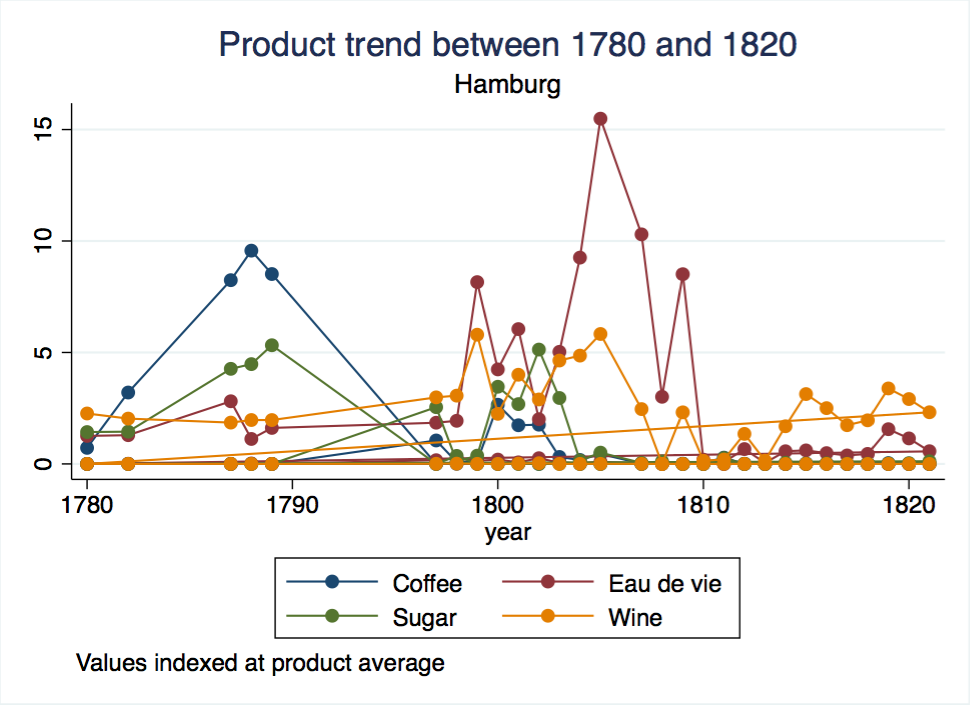 Product trend between 1780 and 1820
Hamburg
15
10
5
0
1780 1790 1800 1810 1820
year
Coffee Eau de vie
Sugar Wine
Values indexed at product average